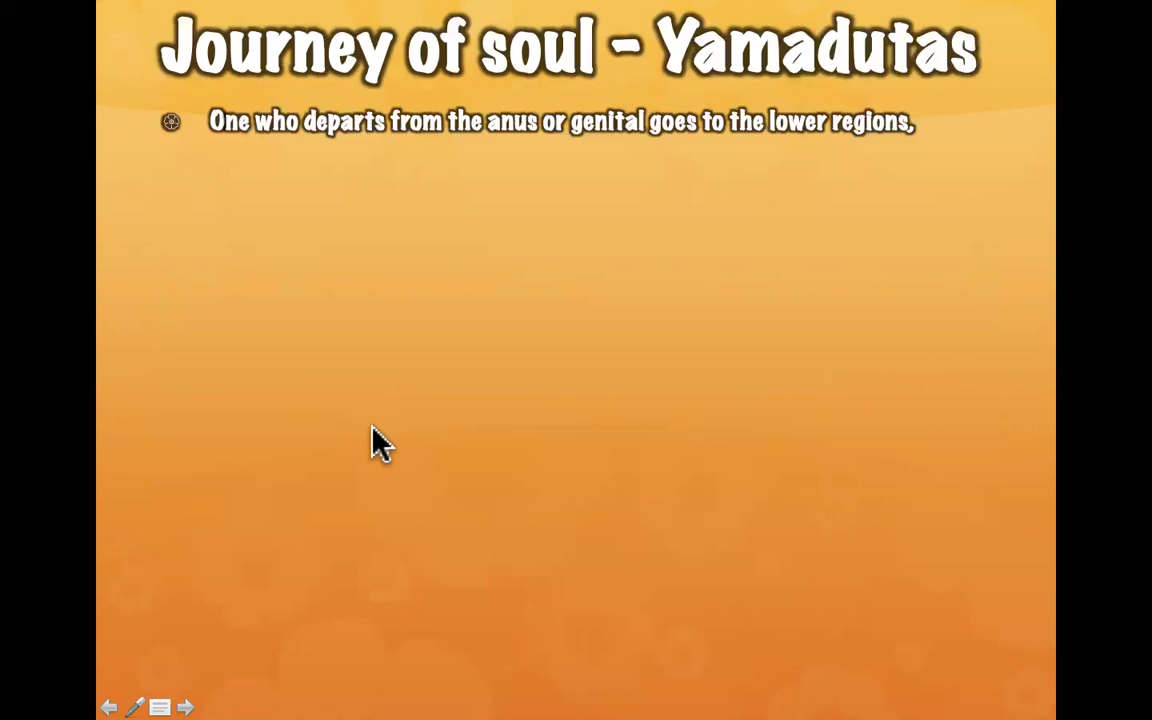 Journey of soul - Yamadutas
One who departs from the anus or genital goes to the lower regions,